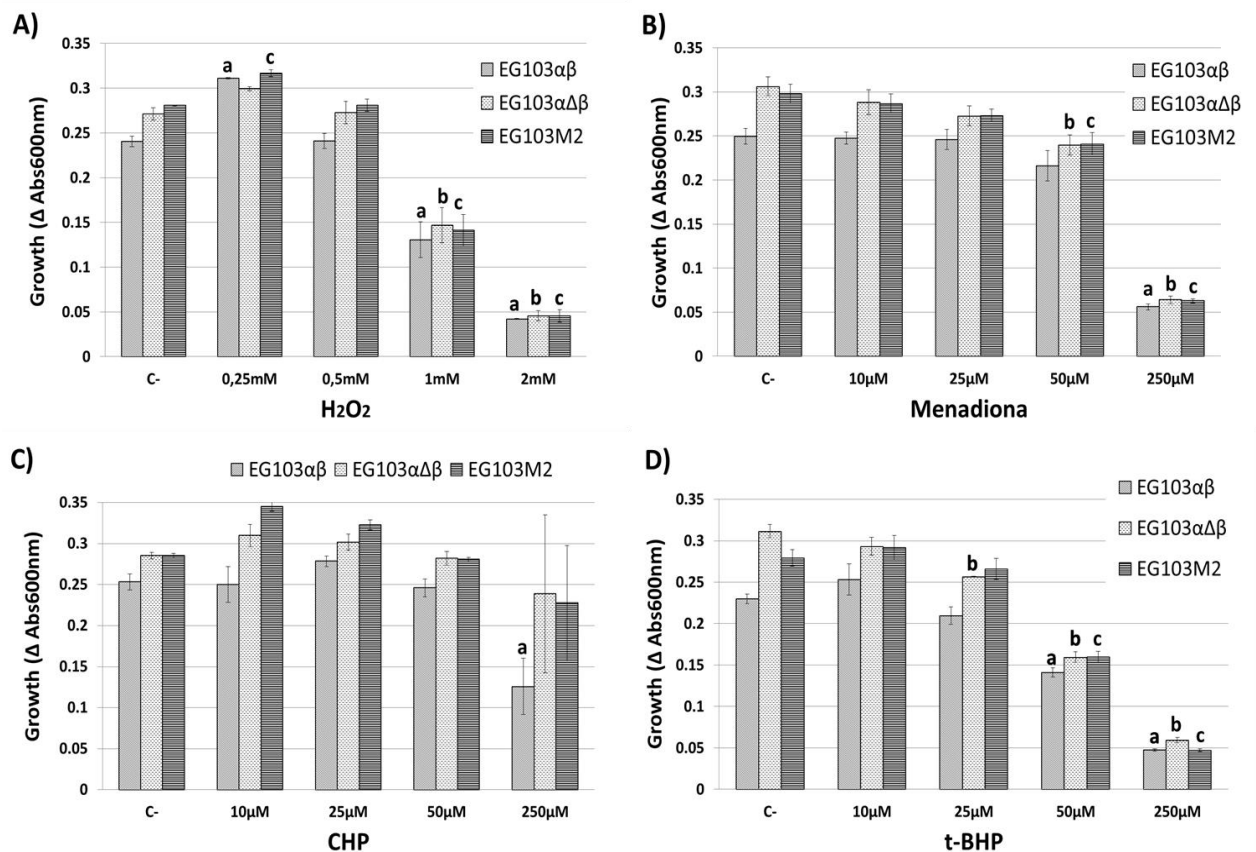 A)
Growth (Δ Abs600nm)
0.35
0.3
0.25
0.2
0.15
0.1
0.05
0
a c
a b c
a b c
EG103αβ
EG103αΔβ
EG103M2
C- 0,25mM 0,5mM 1mM 2mM
H₂O₂
B)
Growth (Δ Abs600nm)
0.35
0.3
0.25
0.2
0.15
0.1
0.05
0
b c
a b c
EG103αβ
EG103αΔβ
EG103M2
C- 10µM 25µM 50µM 250µM
Menadiona
C)
EG103αβ EG103αΔβ EG103M2
Growth (Δ Abs600nm)
0.35
0.3
0.25
0.2
0.15
0.1
0.05
0
a
C- 10µM 25µM 50µM 250µM
CHP
D)
Growth (Δ Abs600nm)
0.35
0.3
0.25
0.2
0.15
0.1
0.05
0
b
a b c
a b c
EG103αβ
EG103αΔβ
EG103M2
C- 10µM 25µM 50µM 250µM
t-BHP